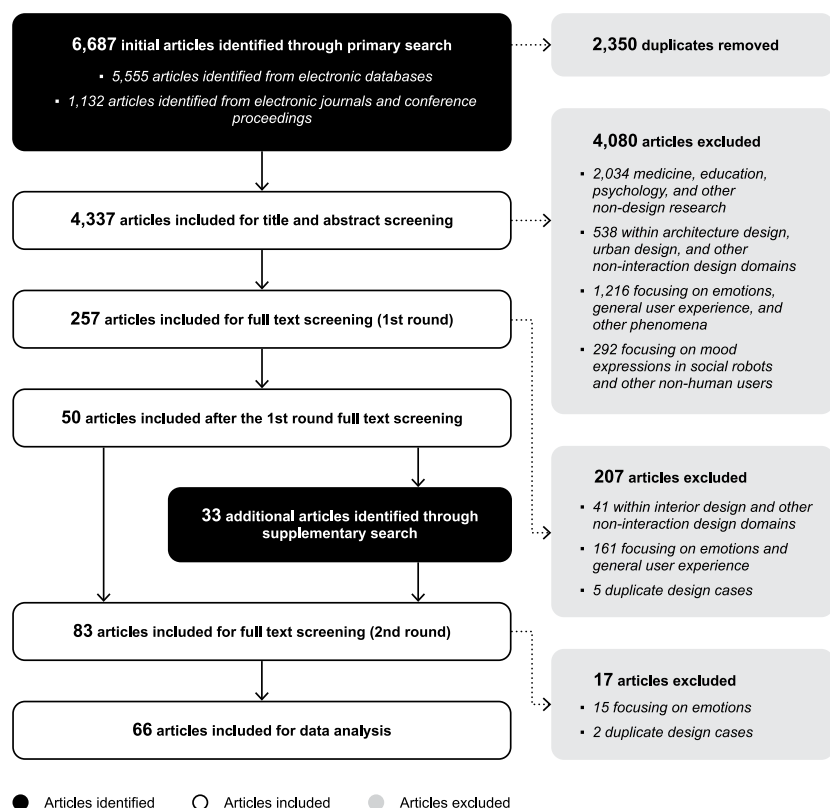 6,687 initial articles identified through primary search
▪ 5,555 articles identified from electronic databases
▪ 1,132 articles identified from electronic journals and conference
proceedings
2,350 duplicates removed
4,337 articles included for title and abstract screening
4,080 articles excluded
▪ 2,034 medicine, education,
psychology, and other
non-design research
▪ 538 within architecture design,
urban design, and other
non-interaction design domains
▪ 1,216 focusing on emotions,
general user experience, and
other phenomena
▪ 292 focusing on mood
expressions in social robots
and other non-human users
257 articles included for full text screening (1st round)
207 articles excluded
▪ 41 within interior design and other
non-interaction design domains
▪ 161 focusing on emotions and
general user experience
▪ 5 duplicate design cases
50 articles included after the 1st round full text screening
33 additional articles identified through
supplementary search
83 articles included for full text screening (2nd round)
17 articles excluded
▪ 15 focusing on emotions
▪ 2 duplicate design cases
66 articles included for data analysis
Articles identified
Articles included
Articles excluded